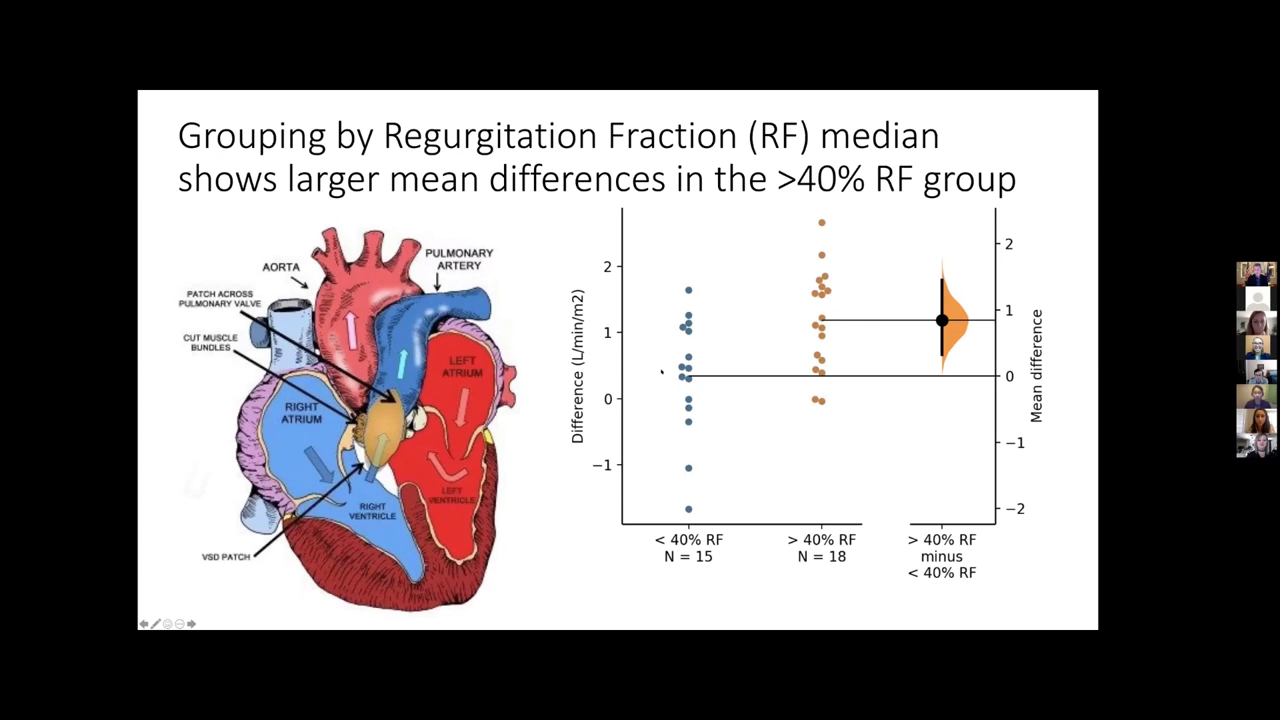 Grouping by Regurgitation Fraction (RF) median
shows larger mean differences in the >40% RF group
AORTA
PULMONARY
ARTERY
PATCH ACROSS
PULMONARY VALVE
CUT MUSCLE
BUNDLES
LEFT
ATRIUM
RIGHT
ATRIUM
LEFT
VENTRICLE
RIGHT
VENTRICLE
VSD PATCH
Difference (L/min/m2)
2
1
0
−1
< 40% RF
N = 15
> 40% RF
N = 18
> 40% RF
minus
< 40% RF
2
1
0
−1
−2
Mean difference